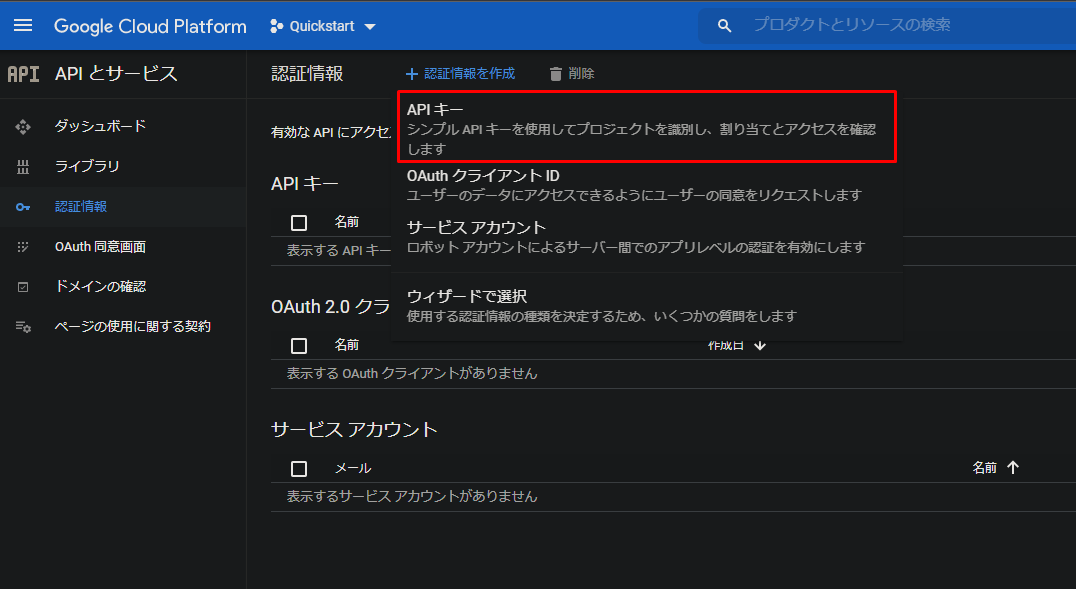 Google Cloud Platform
Quickstart
プロダクトとリソースの検索
API
API とサービス
認証情報
認証情報を作成
削除
ダッシュボード
ライブラリ
認証情報
OAuth 同意画面
ドメインの確認
ページの使用に関する契約
有効な API にアクセ
API キー
シンプル API キーを使用してプロジェクトを識別し、割り当てとアクセスを確認
します
OAuth クライアント ID
ユーザーのデータにアクセスできるようにユーザーの同意をリクエストします
サービス アカウント
ロボット アカウントによるサーバー間でのアプリレベルの認証を有効にします
ウィザードで選択
使用する認証情報の種類を決定するため、いくつかの質問をします
API キー
名前
表示する API キー
OAuth 2.0 クラ
名前
作成日
表示する OAuth クライアントがありません
サービス アカウント
メール
名前
表示するサービス アカウントがありません